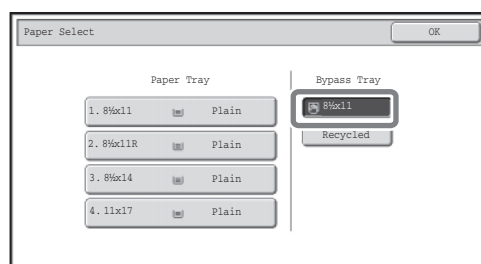 Paper Select
OK
Paper Tray
Bypass Tray
1. 8½x11 Plain
2. 8½x11R Plain
3. 8½x14 Plain
4. 11x17 Plain
8½x11
Recycled